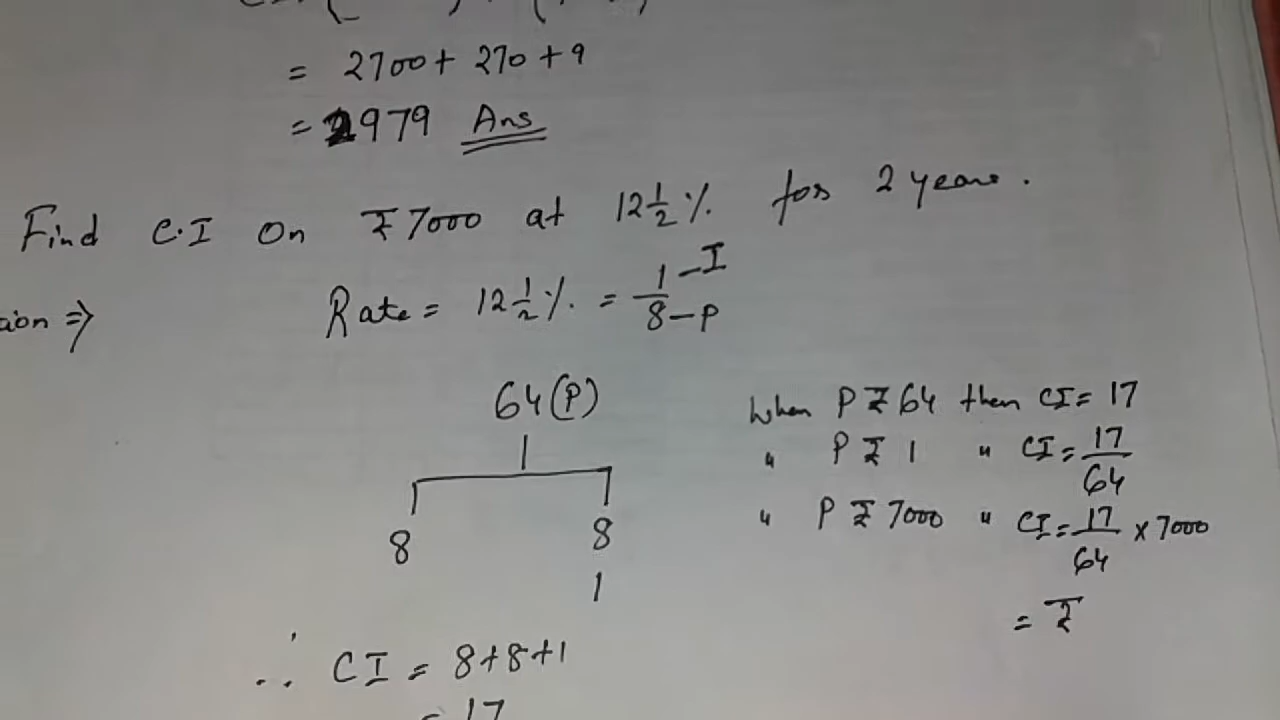 = 2700 + 270 + 9
= 2979 Ans
Find C.I On ₹ 7000 at 12 1/2 % for 2 years.
Rate = 12 1/2 % = 1/8 - I - P
64 (P)
8 8
1
∴ CI = 8+8+1
= 17
When P ₹ 64 then CI = 17
" P ₹ 1 " CI = 17/64
" P ₹ 7000 " CI = 17/64 × 7000
= ₹